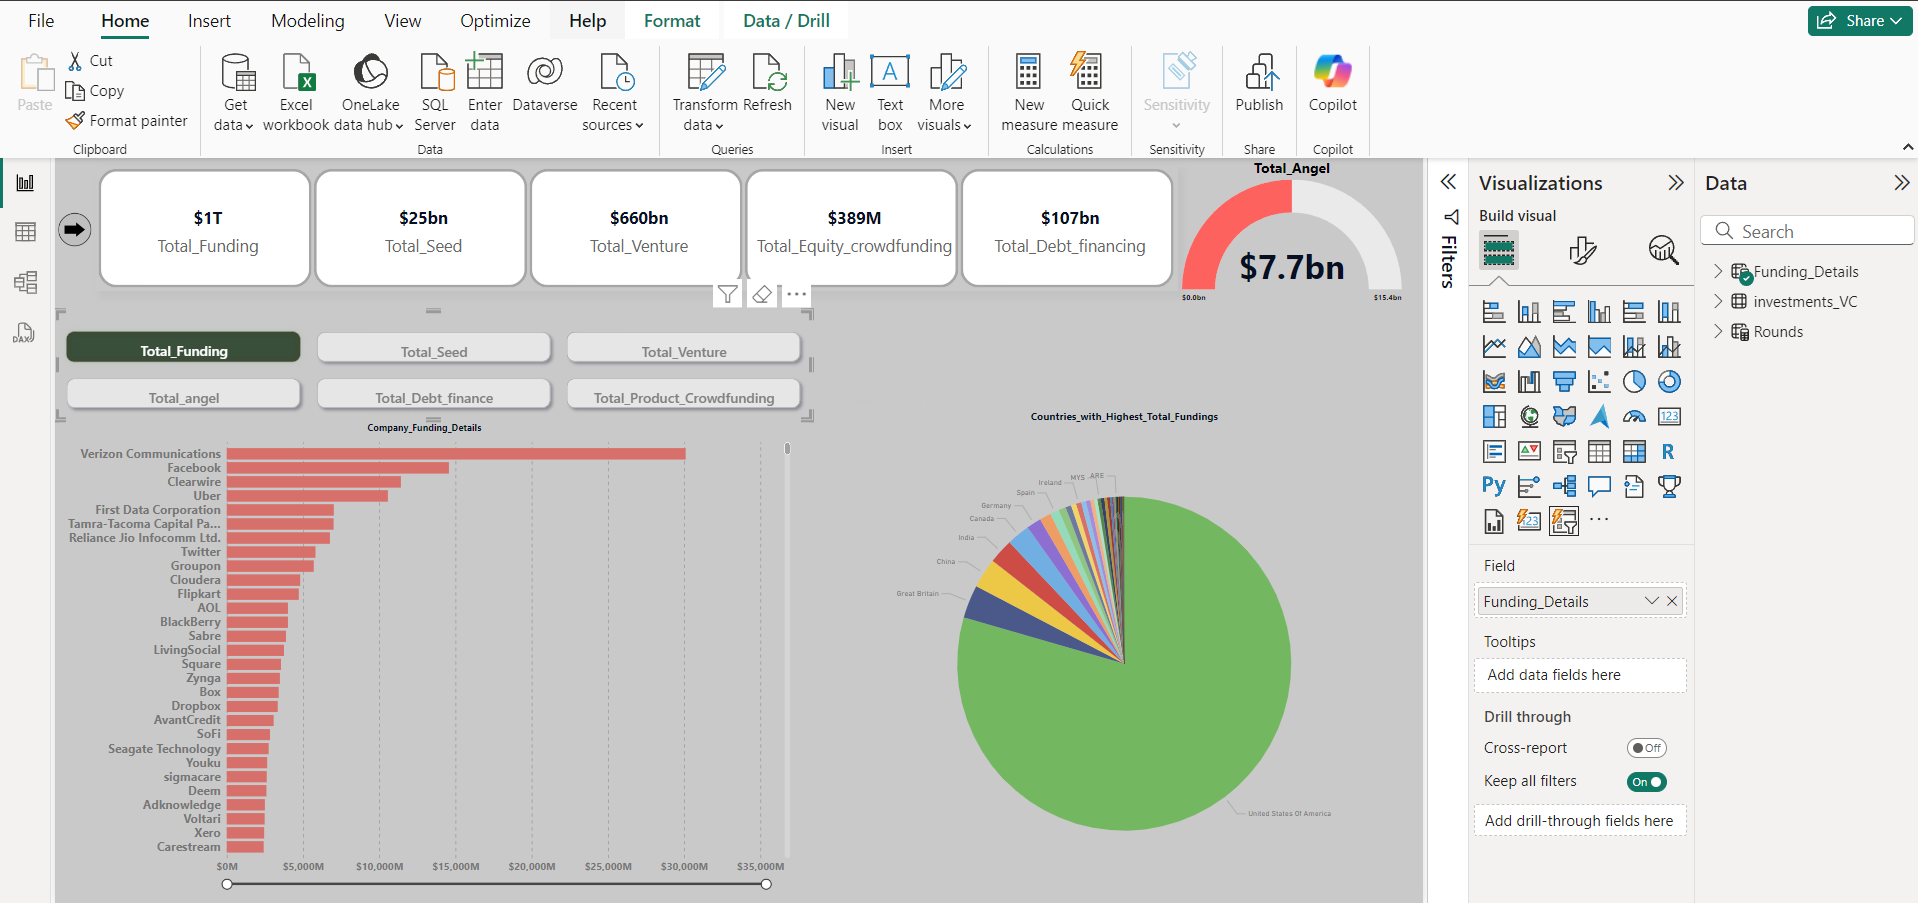 File Home Insert Modeling View Optimize Help Format Data / Drill Share
Paste
Cut
Copy
Format painter
Clipboard
Get data
Excel workbook
OneLake data hub
SQL Server
Enter data
Dataverse
Recent sources
Data
Transform data
Refresh
Queries
New visual
Text box
More visuals
Insert
New measure
Quick measure
Calculations
Sensitivity
Sensitivity
Publish
Share
Copilot
Copilot
DAX
$1T
Total_Funding
$25bn
Total_Seed
$660bn
Total_Venture
$389M
Total_Equity_crowdfunding
$107bn
Total_Debt_financing
Total_Angel
$7.7bn
$0.0bn
$15.4bn
Total_Funding
Total_Seed
Total_Venture
Total_angel
Total_Debt_finance
Total_Product_Crowdfunding
Company_Funding_Details
Verizon Communications
Facebook
Clearwire
Uber
First Data Corporation
Tamra-Tacoma Capital Pa...
Reliance Jio Infocomm Ltd.
Twitter
Groupon
Cloudera
Flipkart
AOL
BlackBerry
Sabre
LivingSocial
Square
Zynga
Box
Dropbox
AvantCredit
SoFi
Seagate Technology
Youku
sigmacare
Deem
Adknowledge
Voltari
Xero
Carestream
$0M $5,000M $10,000M $15,000M $20,000M $25,000M $30,000M $35,000M
Countries_with_Highest_Total_Fundings
ARE
MYS
Ireland
Spain
Germany
Canada
India
China
Great Britain
United States Of America
Filters
Visualizations
Build visual
123
R
Py
123
Field
Funding_Details
Tooltips
Add data fields here
Drill through
Cross-report
Off
Keep all filters
On
Add drill-through fields here
Data
Search
Funding_Details
investments_VC
Rounds